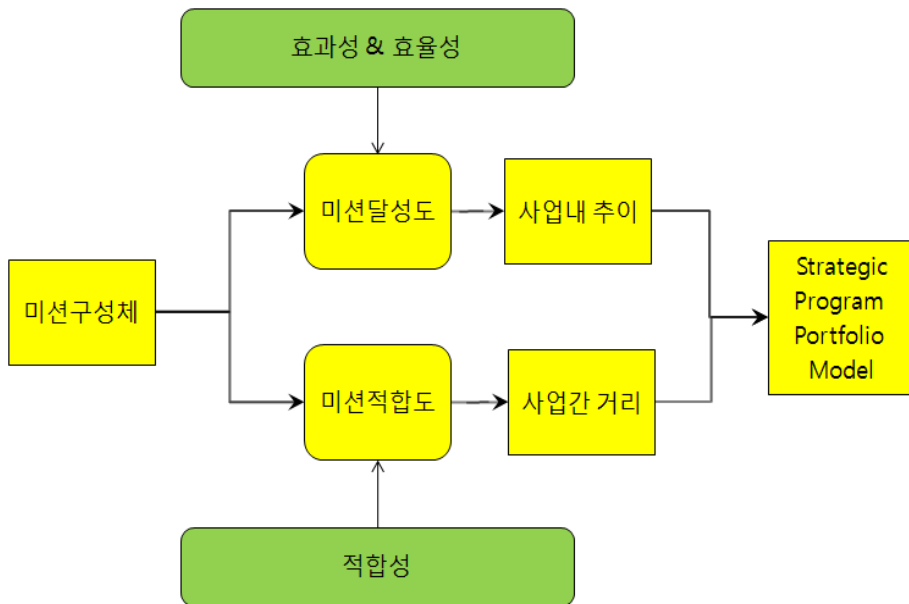 효과성 & 효율성
미션달성도
사업내 추이
미션구성체
Strategic
Program
Portfolio
Model
미션적합도
사업간 거리
적합성